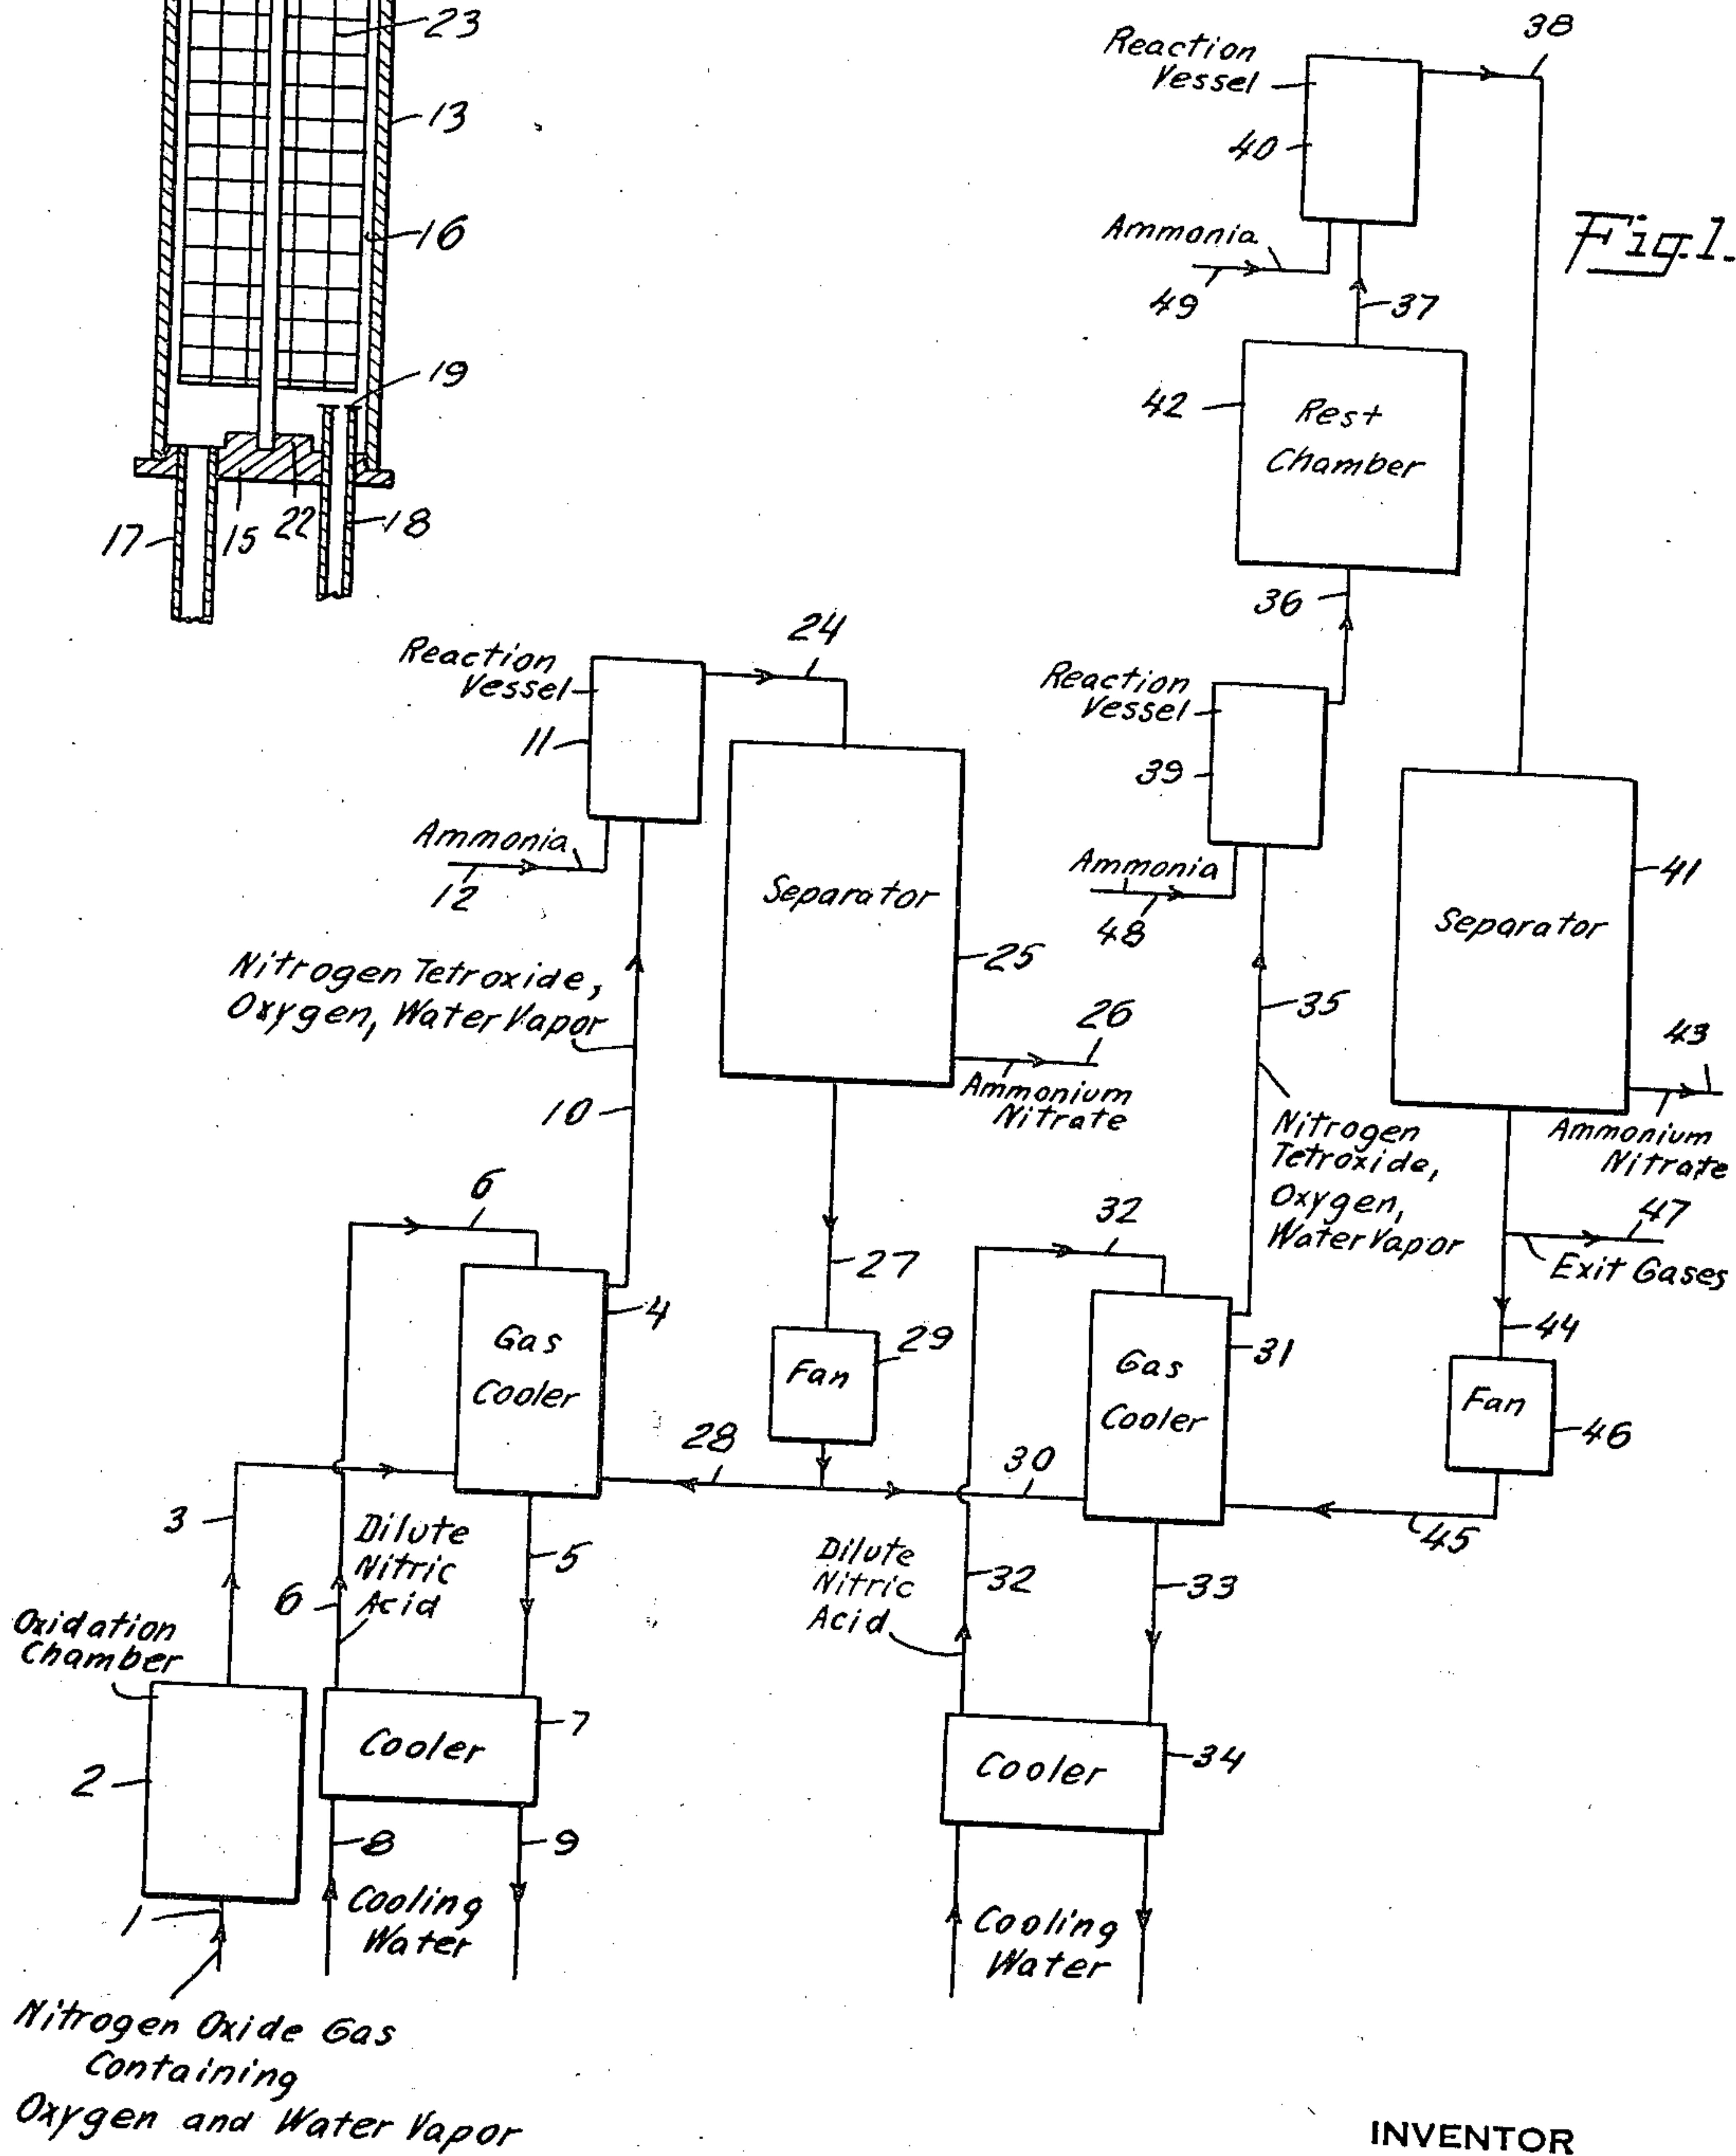 23
13
16
19
17
15
22
18
38
Reaction
Vessel
40
Ammonia
49
37
Fig.1.
42
Rest
Chamber
36
24
Reaction
Vessel
11
Ammonia
12
Separator
25
Nitrogen Tetroxide,
Oxygen, Water Vapor
10
26
Ammonium
Nitrate
Reaction
Vessel
39
Ammonia
48
35
Separator
41
43
Ammonium
Nitrate
Nitrogen
Tetroxide,
Oxygen,
Water Vapor
47
Exit Gases
6
4
Gas
Cooler
27
29
Fan
28
32
31
Gas
Cooler
30
44
Fan
46
45
3
Dilute
Nitric
Acid
6
5
Oxidation
Chamber
2
Cooler
7
8
9
Cooling
Water
1
Dilute
Nitric
Acid
32
33
Cooler
34
Cooling
Water
Nitrogen Oxide Gas
Containing
Oxygen and Water Vapor
INVENTOR